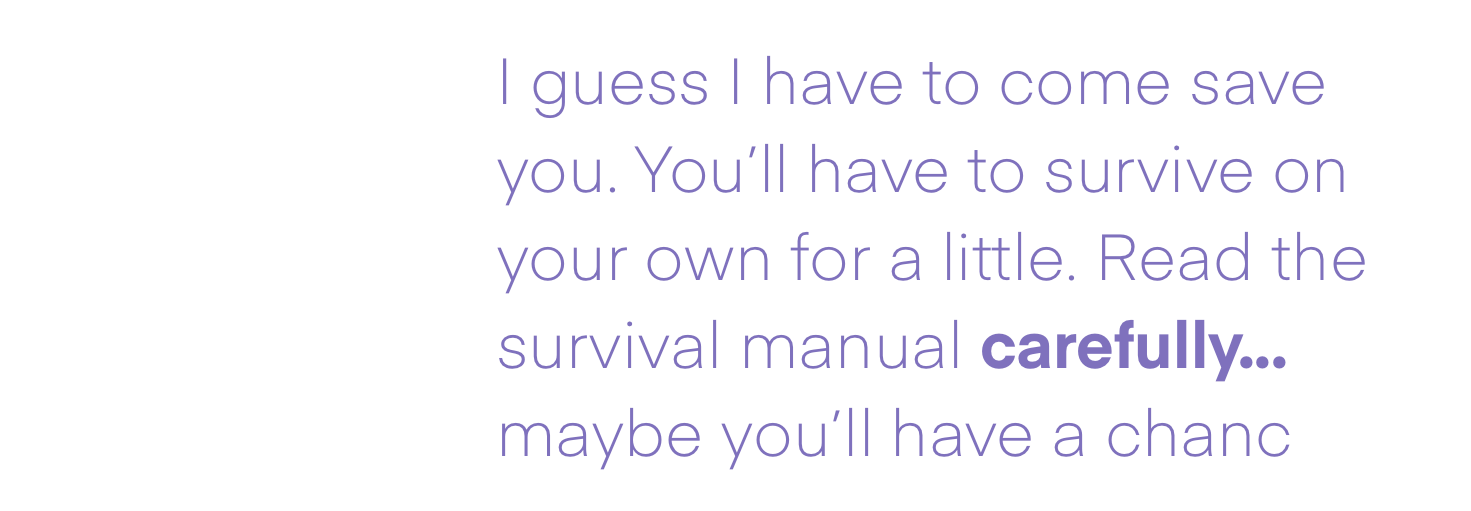 I guess I have to come save
you. You’ll have to survive on
your own for a little. Read the
survival manual carefully...
maybe you’ll have a chanc